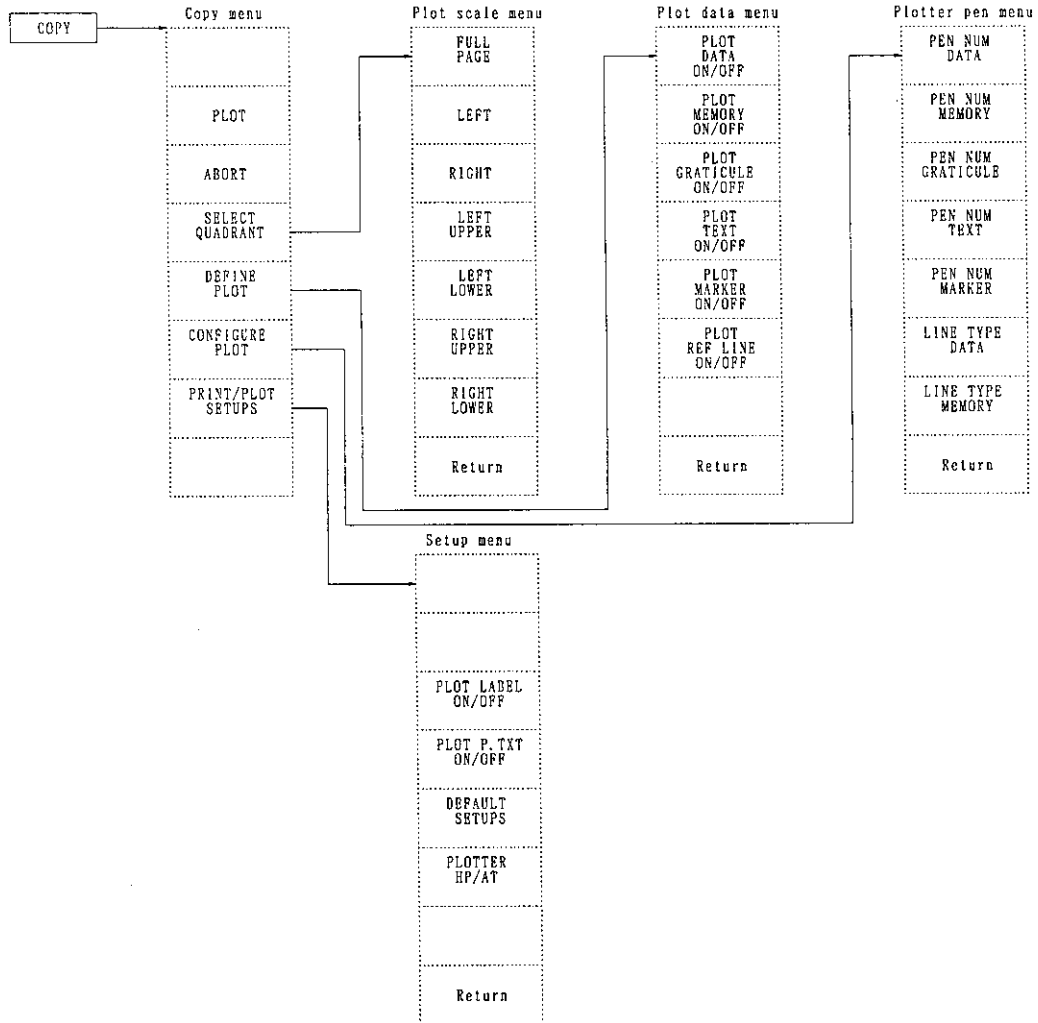 COPY
Copy menu
PLOT
ABORT
SELECT
QUADRANT
DEFINE
PLOT
CONFIGURE
PLOT
PRINT/PLOT
SETUPS
Plot scale menu
FULL
PAGE
LEFT
RIGHT
LEFT
UPPER
LEFT
LOWER
RIGHT
UPPER
RIGHT
LOWER
Return
Plot data menu
PLOT
DATA
ON/OFF
PLOT
MEMORY
ON/OFF
PLOT
GRATICULE
ON/OFF
PLOT
TEXT
ON/OFF
PLOT
MARKER
ON/OFF
PLOT
REF LINE
ON/OFF
Return
Plotter pen menu
PEN NUM
DATA
PEN NUM
MEMORY
PEN NUM
GRATICULE
PEN NUM
TEXT
PEN NUM
MARKER
LINE TYPE
DATA
LINE TYPE
MEMORY
Return
Setup menu
PLOT LABEL
ON/OFF
PLOT P.TXT
ON/OFF
DEFAULT
SETUPS
PLOTTER
HP/AT
Return